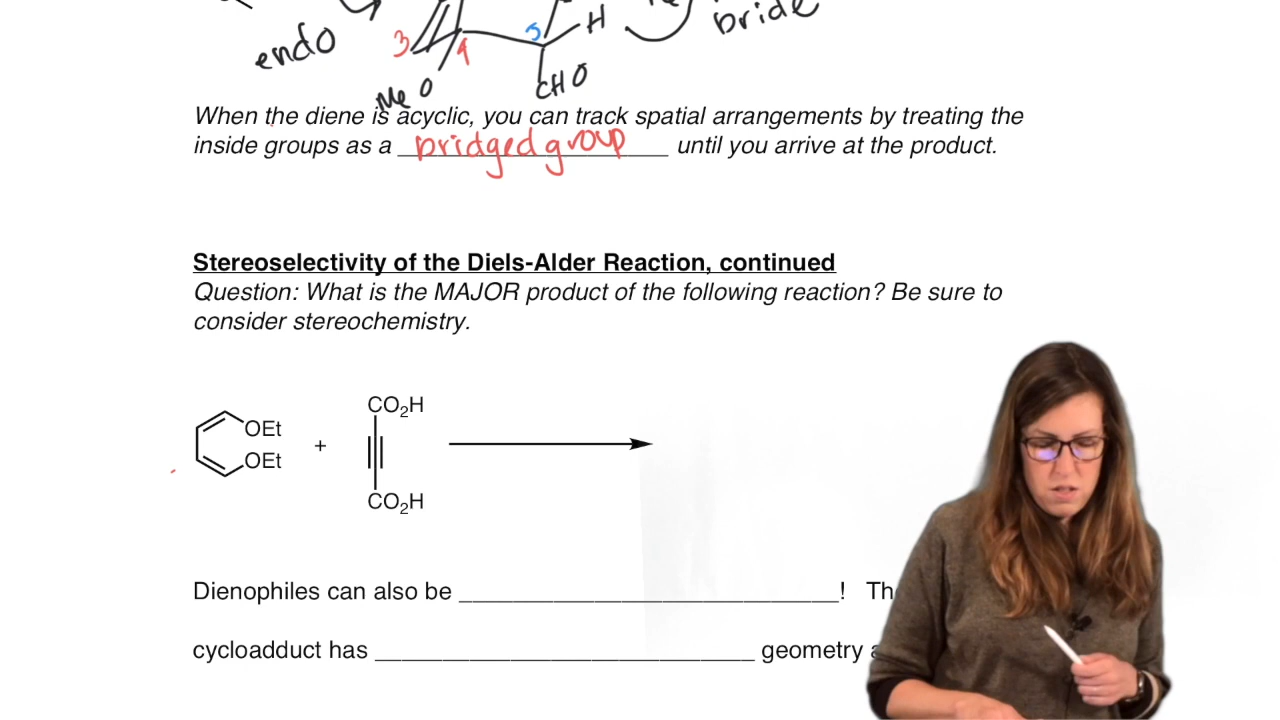 endo
3
4
5
H
bride
Me O
CHO
When the diene is acyclic, you can track spatial arrangements by treating the
inside groups as a bridged group until you arrive at the product.
Stereoselectivity of the Diels-Alder Reaction, continued
Question: What is the MAJOR product of the following reaction? Be sure to
consider stereochemistry.
CO2H
OEt
+
OEt
CO2H
Dienophiles can also be ____________________________! Th
cycloadduct has ____________________________ geometry a